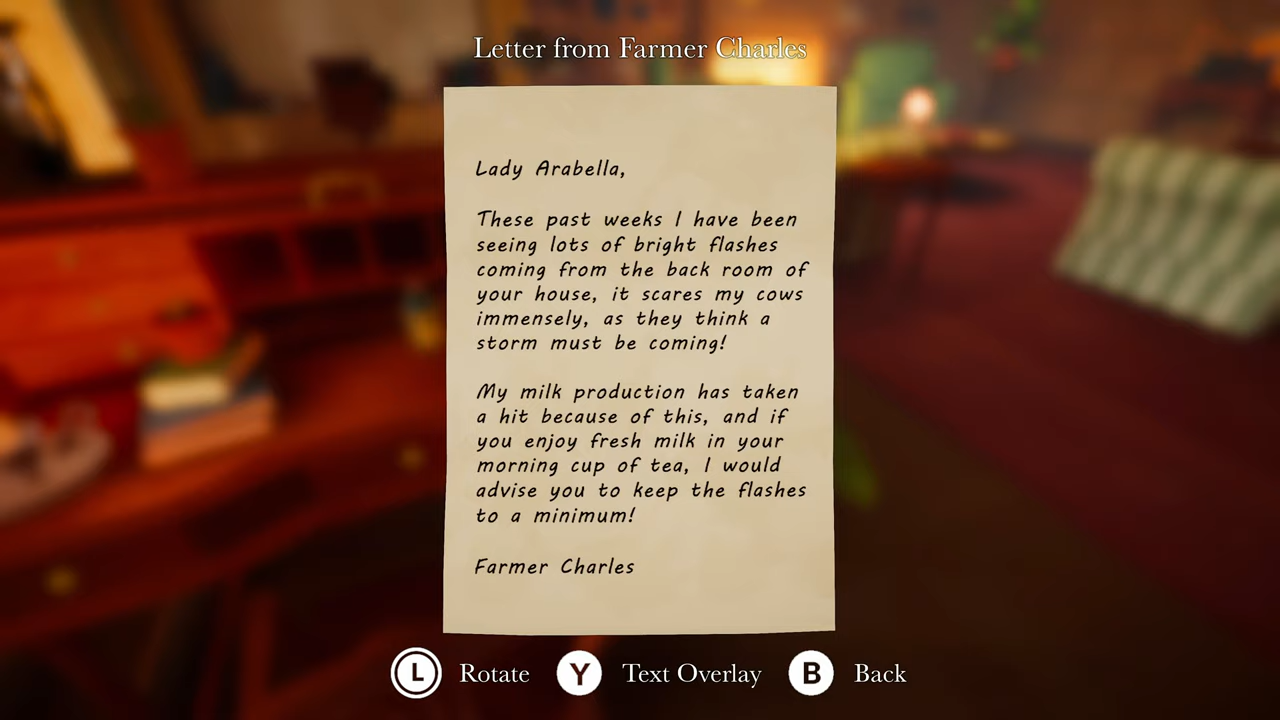 Letter from Farmer Charles
Lady Arabella,
These past weeks I have been
seeing lots of bright flashes
coming from the back room of
your house, it scares my cows
immensely, as they think a
storm must be coming!
My milk production has taken
a hit because of this, and if
you enjoy fresh milk in your
morning cup of tea, I would
advise you to keep the flashes
to a minimum!
Farmer Charles
L Rotate Y Text Overlay B Back